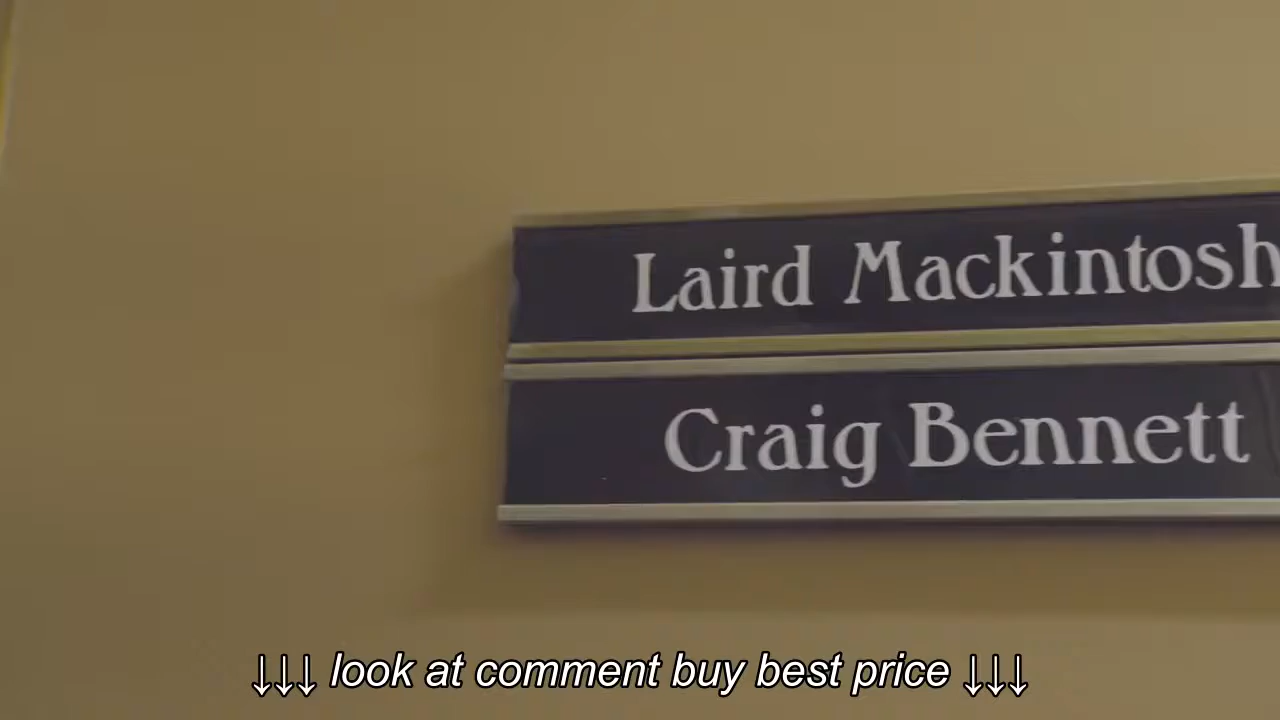 Laird Mackintosh
Craig Bennett
↓↓↓ look at comment buy best price ↓↓↓